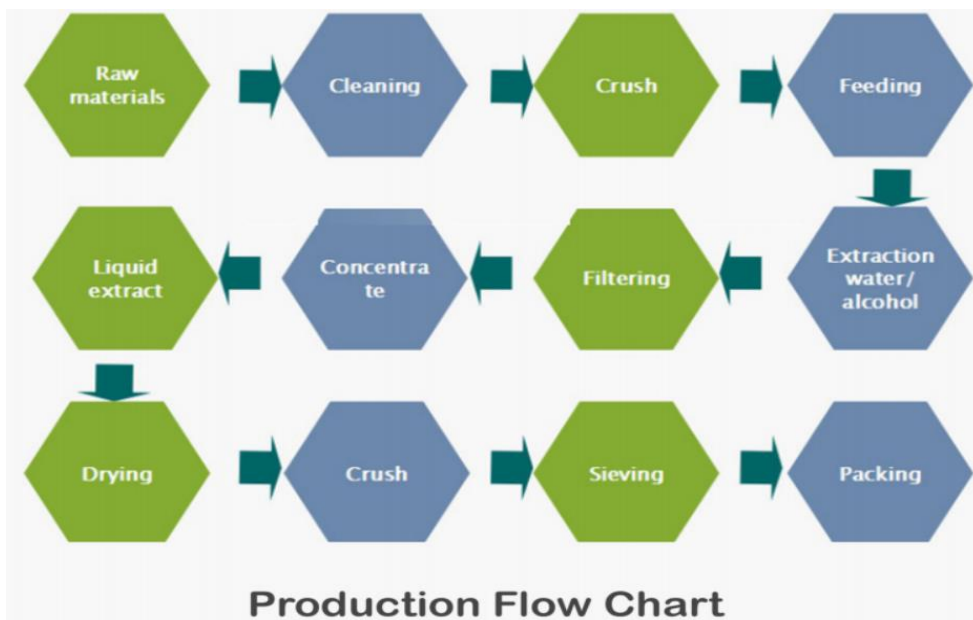 Raw
materials
Cleaning
Crush
Feeding
Extraction
water/
alcohol
Filtering
Concentra
te
Liquid
extract
Drying
Crush
Sieving
Packing
Production Flow Chart